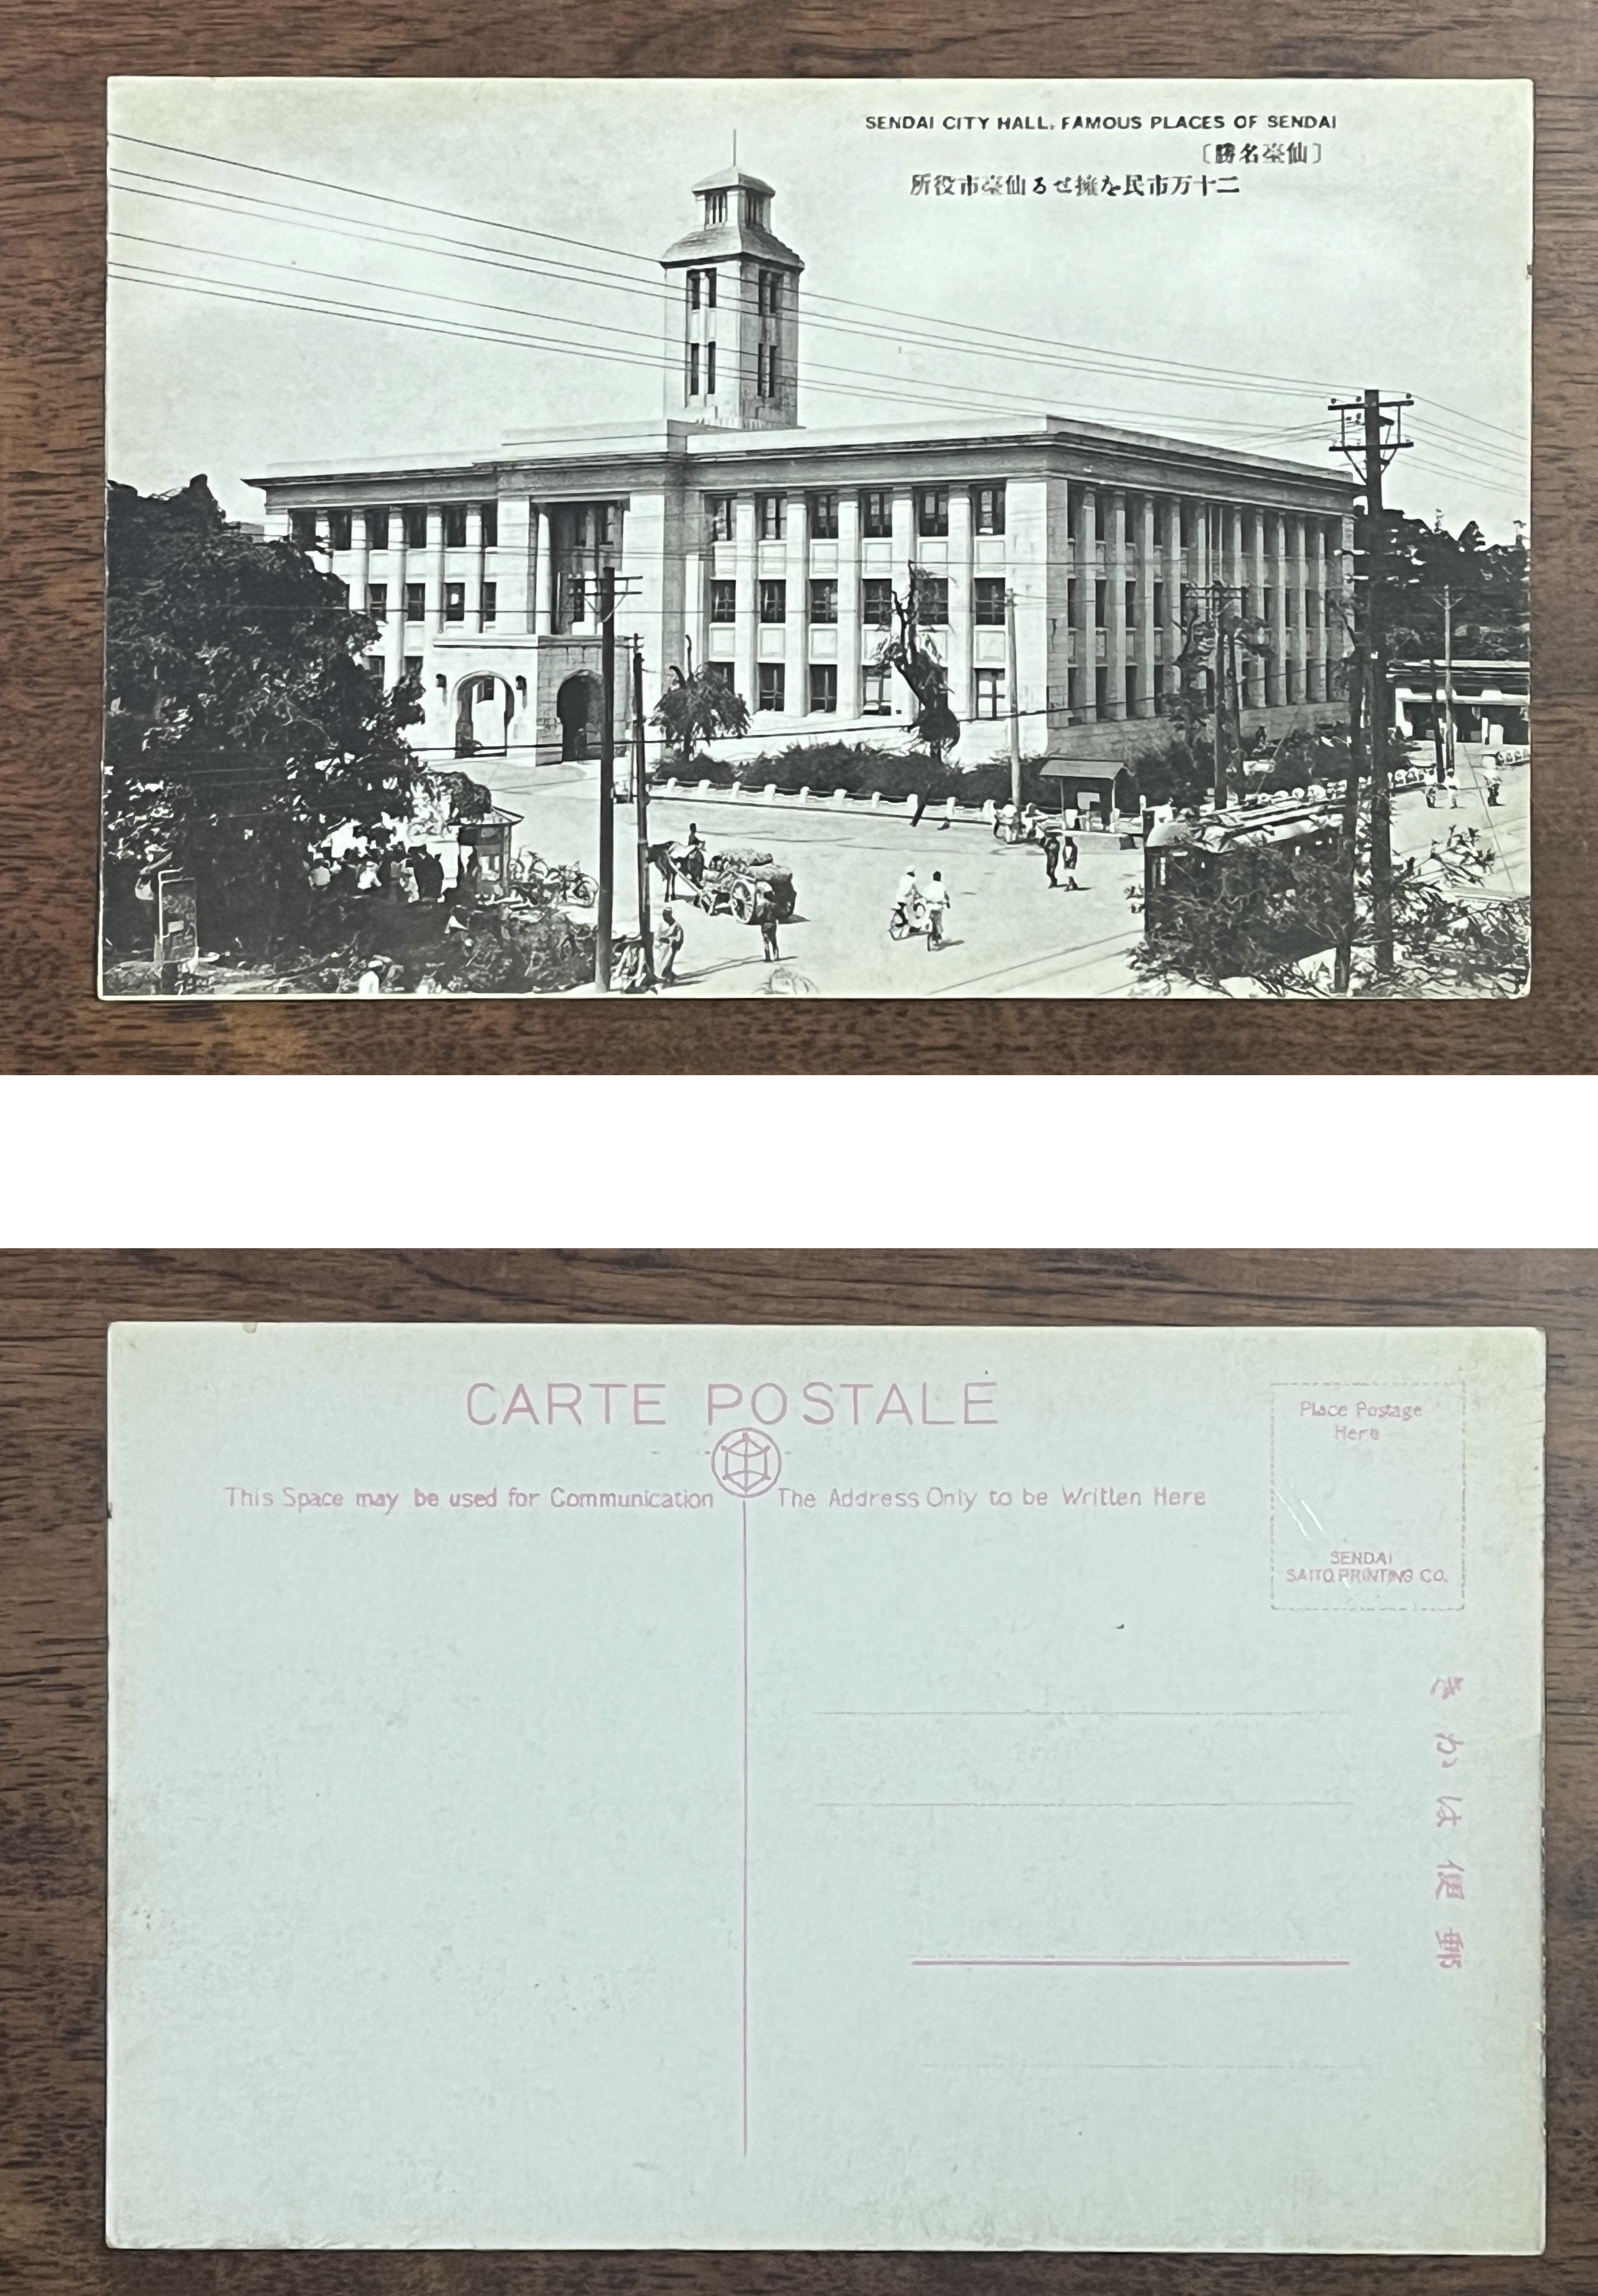 SENDAI CITY HALL, FAMOUS PLACES OF SENDAI
〔仙臺名勝〕
二十万市民を擁せる仙臺市役所
CARTE POSTALE
This Space may be used for Communication
The Address Only to be Written Here
Place Postage
Here
SENDAI
SAITO PRINTING CO.
郵便はかき